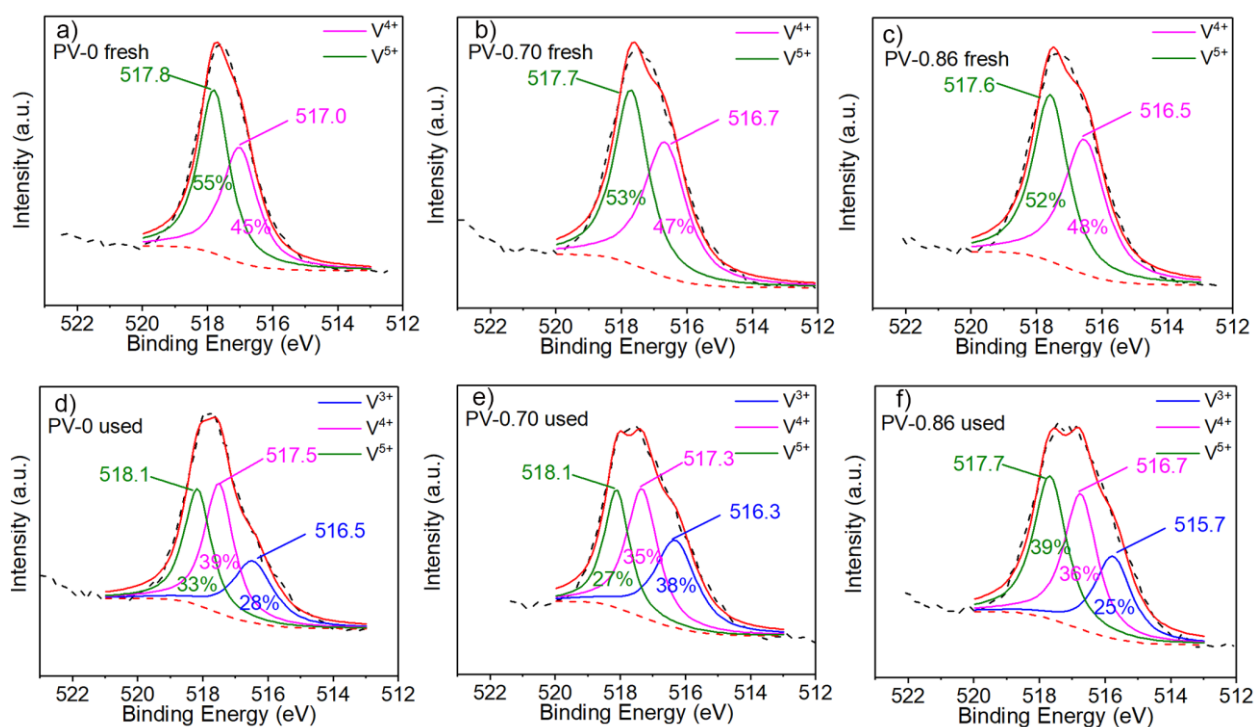 a)
PV-0 fresh
V4+
V5+
517.8
517.0
55%
45%
Intensity (a.u.)
522 520 518 516 514 512
Binding Energy (eV)
b)
PV-0.70 fresh
V4+
V5+
517.7
516.7
53%
47%
Intensity (a.u.)
522 520 518 516 514 512
Binding Energy (eV)
c)
PV-0.86 fresh
V4+
V5+
517.6
516.5
52%
48%
Intensity (a.u.)
522 520 518 516 514 512
Binding Energy (eV)
d)
PV-0 used
V3+
V4+
V5+
517.5
518.1
516.5
39%
33%
28%
Intensity (a.u.)
522 520 518 516 514 512
Binding Energy (eV)
e)
PV-0.70 used
V3+
V4+
V5+
517.3
518.1
516.3
35%
27%
38%
Intensity (a.u.)
522 520 518 516 514 512
Binding Energy (eV)
f)
PV-0.86 used
V3+
V4+
V5+
517.7
516.7
515.7
39%
36%
25%
Intensity (a.u.)
522 520 518 516 514 512
Binding Energy (eV)